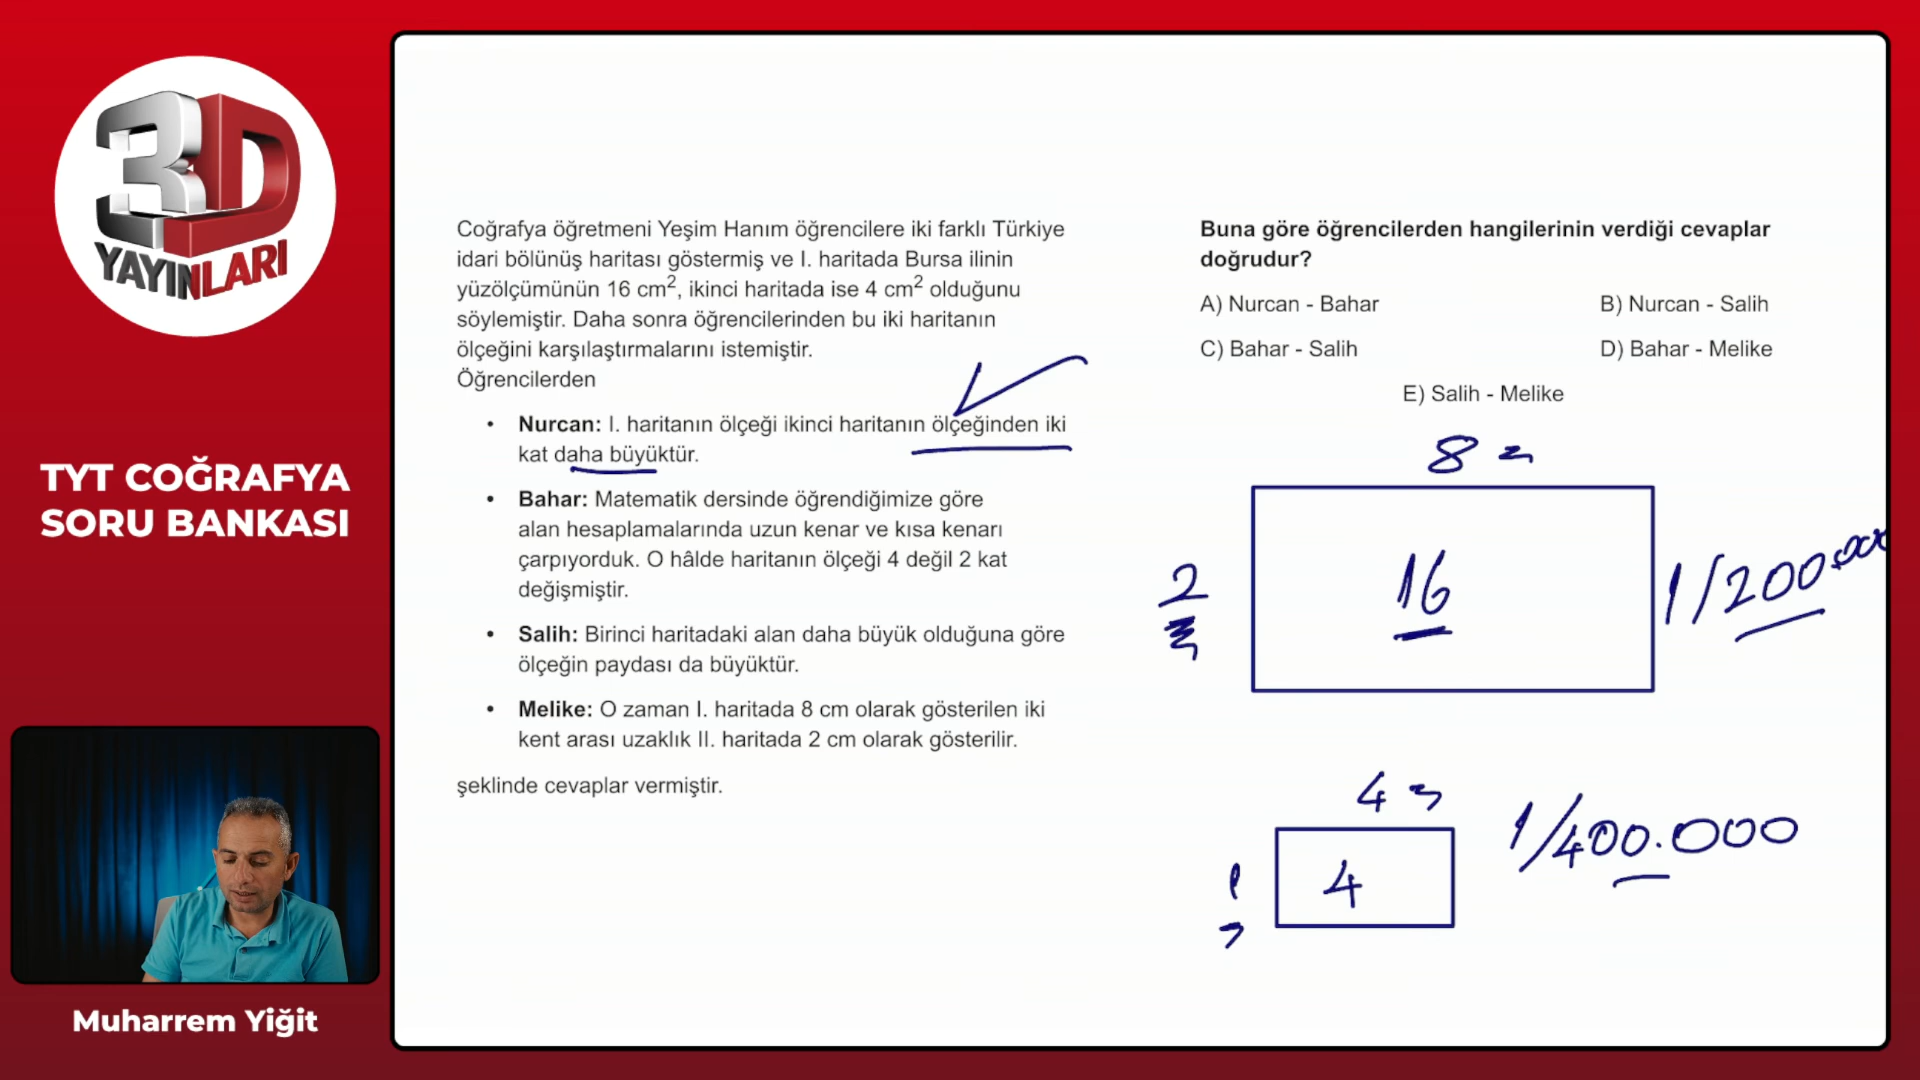 3D
YAYINLARI
TYT COĞRAFYA
SORU BANKASI
Muharrem Yiğit
Coğrafya öğretmeni Yeşim Hanım öğrencilere iki farklı Türkiye
idari bölünüş haritası göstermiş ve I. haritada Bursa ilinin
yüzölçümünün 16 cm², ikinci haritada ise 4 cm² olduğunu
söylemiştir. Daha sonra öğrencilerinden bu iki haritanın
ölçeğini karşılaştırmalarını istemiştir.
Öğrencilerden
• Nurcan: I. haritanın ölçeği ikinci haritanın ölçeğinden iki
kat daha büyüktür.
• Bahar: Matematik dersinde öğrendiğimize göre
alan hesaplamalarında uzun kenar ve kısa kenarı
çarpıyorduk. O hâlde haritanın ölçeği 4 değil 2 kat
değişmiştir.
• Salih: Birinci haritadaki alan daha büyük olduğuna göre
ölçeğin paydası da büyüktür.
• Melike: O zaman I. haritada 8 cm olarak gösterilen iki
kent arası uzaklık II. haritada 2 cm olarak gösterilir.
şeklinde cevaplar vermiştir.
Buna göre öğrencilerden hangilerinin verdiği cevaplar
doğrudur?
A) Nurcan - Bahar B) Nurcan - Salih
C) Bahar - Salih D) Bahar - Melike
E) Salih - Melike
8
2
16
1/200.000
4
1/400.000
1
4